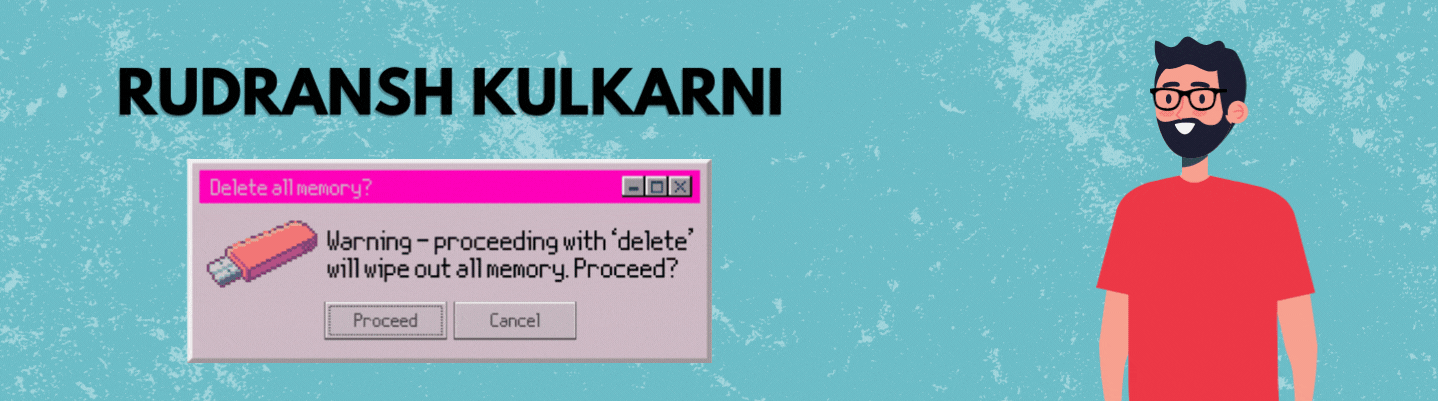 RUDRANSH KULKARNI
Delete all memory?
Warning – proceeding with ‘delete’
will wipe out all memory. Proceed?
Proceed Cancel